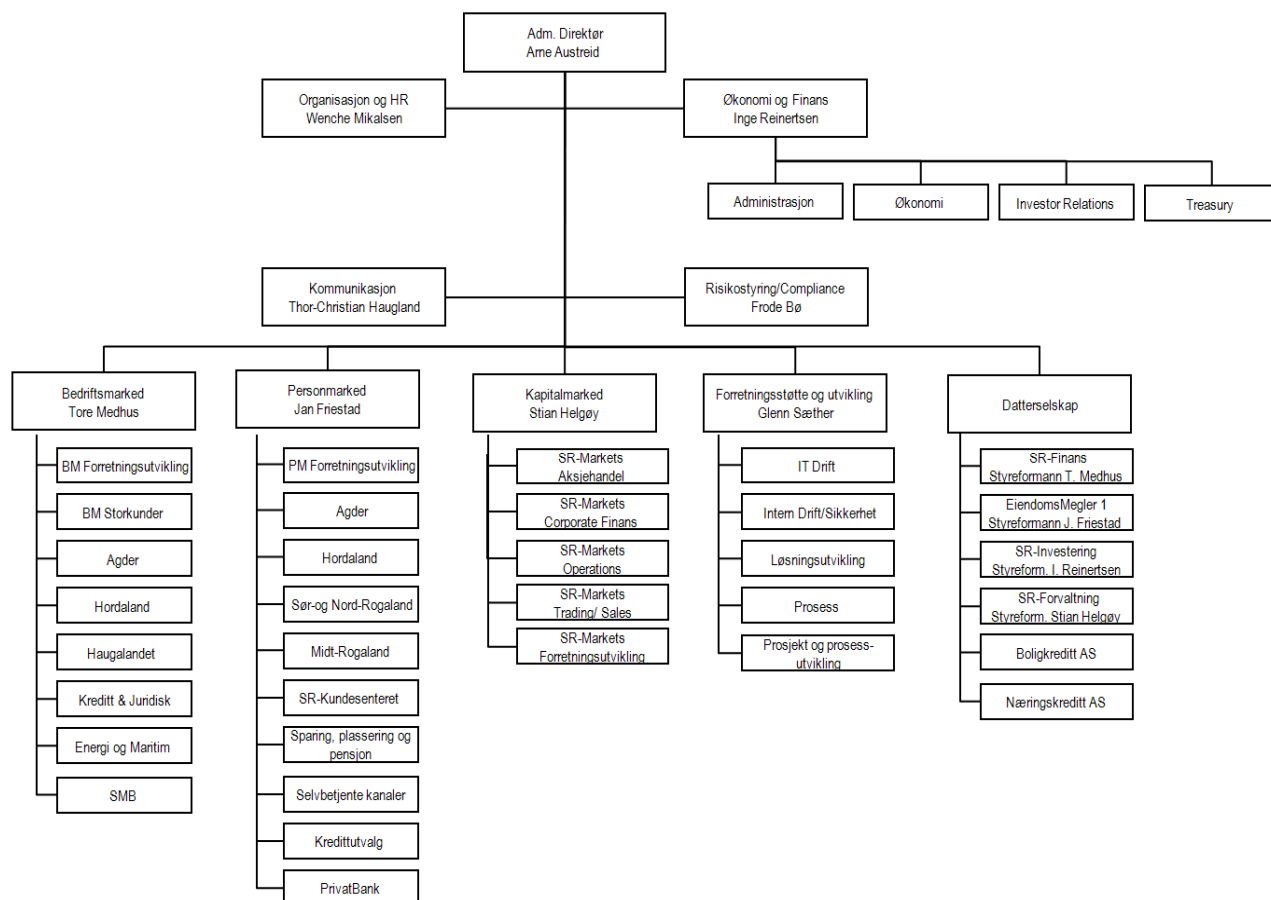 Adm. Direktør
Arne Austreid
Organisasjon og HR
Wenche Mikalsen
Økonomi og Finans
Inge Reinertsen
Administrasjon
Økonomi
Investor Relations
Treasury
Kommunikasjon
Thor-Christian Haugland
Risikostyring/Compliance
Frode Bø
Bedriftsmarked
Tore Medhus
BM Forretningsutvikling
BM Storkunder
Agder
Hordaland
Haugalandet
Kreditt & Juridisk
Energi og Maritim
SMB
Personmarked
Jan Friestad
PM Forretningsutvikling
Agder
Hordaland
Sør-og Nord-Rogaland
Midt-Rogaland
SR-Kundesenteret
Sparing, plassering og
pensjon
Selvbetjente kanaler
Kredittutvalg
PrivatBank
Kapitalmarked
Stian Helgøy
SR-Markets
Aksjehandel
SR-Markets
Corporate Finans
SR-Markets
Operations
SR-Markets
Trading/ Sales
SR-Markets
Forretningsutvikling
Forretningsstøtte og utvikling
Glenn Sæther
IT Drift
Intern Drift/Sikkerhet
Løsningsutvikling
Prosess
Prosjekt og prosess-
utvikling
Datterselskap
SR-Finans
Styreformann T. Medhus
EiendomsMegler 1
Styreformann J. Friestad
SR-Investering
Styreform. I. Reinertsen
SR-Forvaltning
Styreform. Stian Helgøy
Boligkreditt AS
Næringskreditt AS